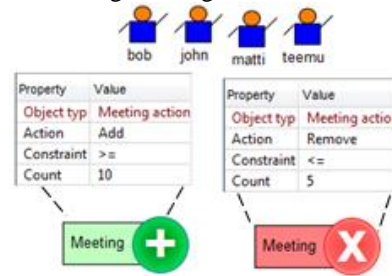 bob john matti teemu
Property Value
Object typ Meeting action
Action Add
Constraint >=
Count 10
Property Value
Object typ Meeting actio
Action Remove
Constraint <=
Count 5
Meeting
Meeting X